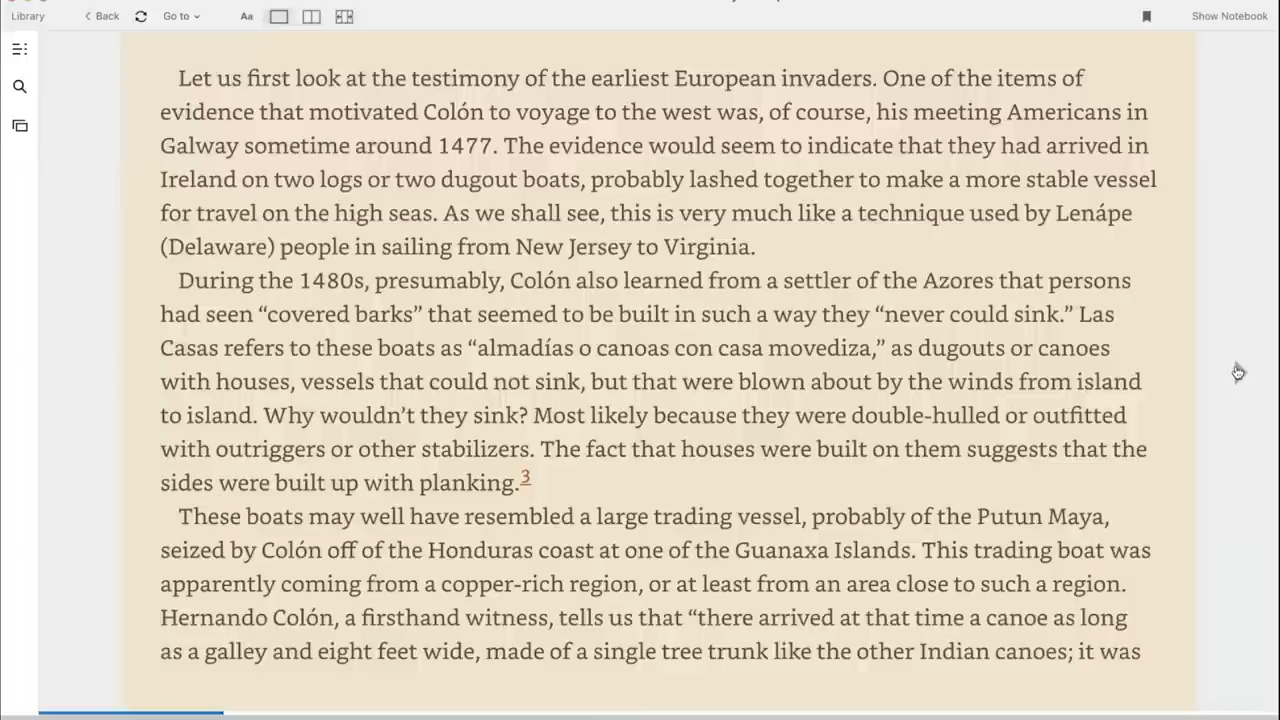 Library
Back
Go to
Aa
Show Notebook
Let us first look at the testimony of the earliest European invaders. One of the items of
evidence that motivated Colón to voyage to the west was, of course, his meeting Americans in
Galway sometime around 1477. The evidence would seem to indicate that they had arrived in
Ireland on two logs or two dugout boats, probably lashed together to make a more stable vessel
for travel on the high seas. As we shall see, this is very much like a technique used by Lenápe
(Delaware) people in sailing from New Jersey to Virginia.
During the 1480s, presumably, Colón also learned from a settler of the Azores that persons
had seen “covered barks” that seemed to be built in such a way they “never could sink.” Las
Casas refers to these boats as “almadías o canoas con casa movediza,” as dugouts or canoes
with houses, vessels that could not sink, but that were blown about by the winds from island
to island. Why wouldn’t they sink? Most likely because they were double-hulled or outfitted
with outriggers or other stabilizers. The fact that houses were built on them suggests that the
sides were built up with planking.3
These boats may well have resembled a large trading vessel, probably of the Putun Maya,
seized by Colón off of the Honduras coast at one of the Guanaxa Islands. This trading boat was
apparently coming from a copper-rich region, or at least from an area close to such a region.
Hernando Colón, a firsthand witness, tells us that “there arrived at that time a canoe as long
as a galley and eight feet wide, made of a single tree trunk like the other Indian canoes; it was